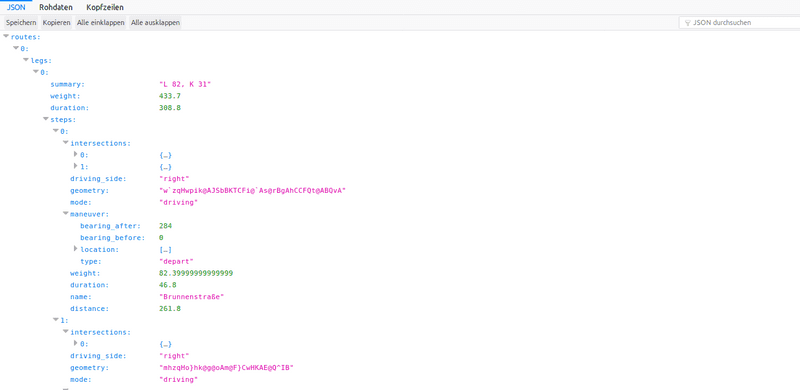 JSON Rohdaten Kopfzeilen
Speichern Kopieren Alle einklappen Alle ausklappen JSON durchsuchen
routes:
0:
legs:
0:
summary: "L 82, K 31"
weight: 433.7
duration: 308.8
steps:
0:
intersections:
0: {…}
1: {…}
driving_side: "right"
geometry: "w`zqHwpik@AJSbBKTCFi@`As@rBgAhCCFQt@ABQvA"
mode: "driving"
maneuver:
bearing_after: 284
bearing_before: 0
location: […]
type: "depart"
weight: 82.39999999999999
duration: 46.8
name: "Brunnenstraße"
distance: 261.8
1:
intersections:
0: {…}
driving_side: "right"
geometry: "mhzqHo}hk@g@oAm@F}CwHKAE@Q^IB"
mode: "driving"